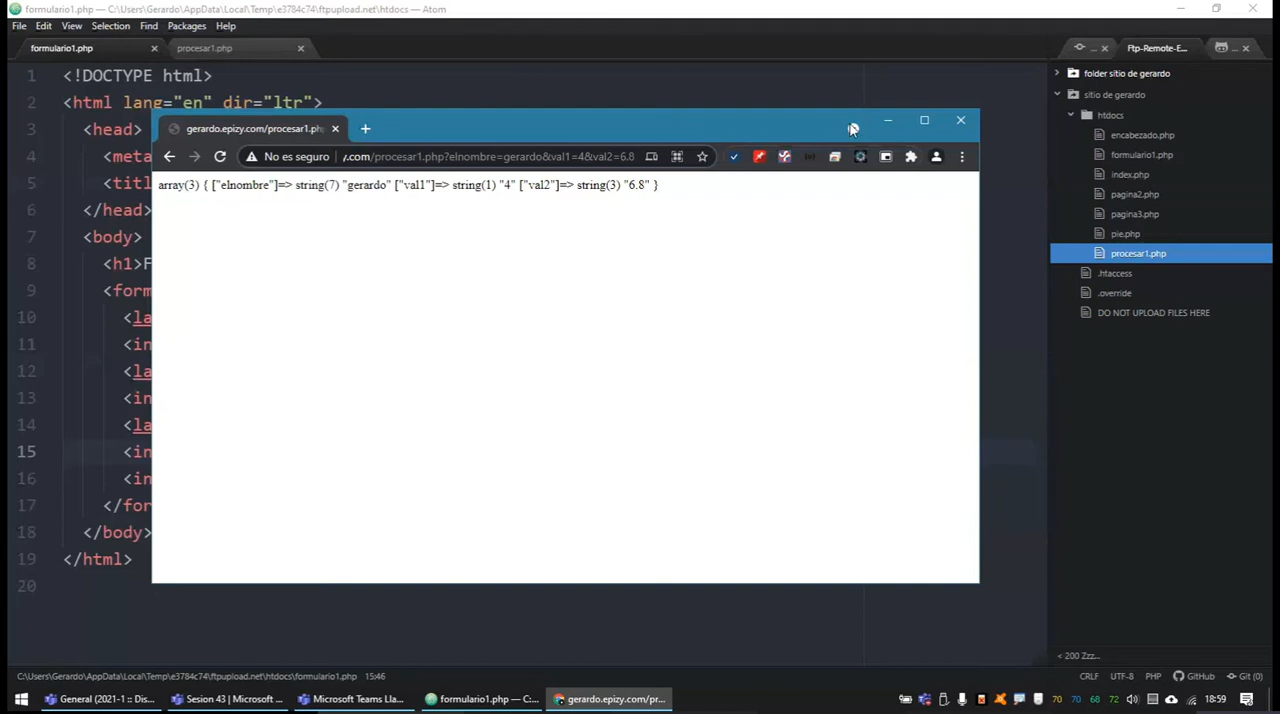 formulario1.php — C:\Users\Gerardo\AppData\Local\Temp\e3784c74\ftpupload.net\htdocs — Atom
File Edit View Selection Find Packages Help
formulario1.php procesar1.php ... Ftp-Remote-E... ...
1 <!DOCTYPE html>
2 <html lang="en" dir="ltr">
3 <head>
4 <meta
5 <titl
6 </head>
7 <body>
8 <h1>F
9 <form
10 <la
11 <in
12 <la
13 <in
14 <la
15 <in
16 <in
17 </for
18 </body>
19 </html>
20
gerardo.epizy.com/procesar1.ph
No es seguro .com/procesar1.php?elnombre=gerardo&val1=4&val2=6.8
array(3) { ["elnombre"]=> string(7) "gerardo" ["val1"]=> string(1) "4" ["val2"]=> string(3) "6.8" }
folder sitio de gerardo
sitio de gerardo
htdocs
encabezado.php
formulario1.php
index.php
pagina2.php
pagina3.php
pie.php
procesar1.php
.htaccess
.override
DO NOT UPLOAD FILES HERE
< 200 Zzz...
C:\Users\Gerardo\AppData\Local\Temp\e3784c74\ftpupload.net\htdocs\formulario1.php 15:46 CRLF UTF-8 PHP GitHub Git (0)
General (2021-1 :: Dis... Sesion 43 | Microsoft ... Microsoft Teams Lla... formulario1.php — C:... gerardo.epizy.com/pr... 70 70 68 72 18:59